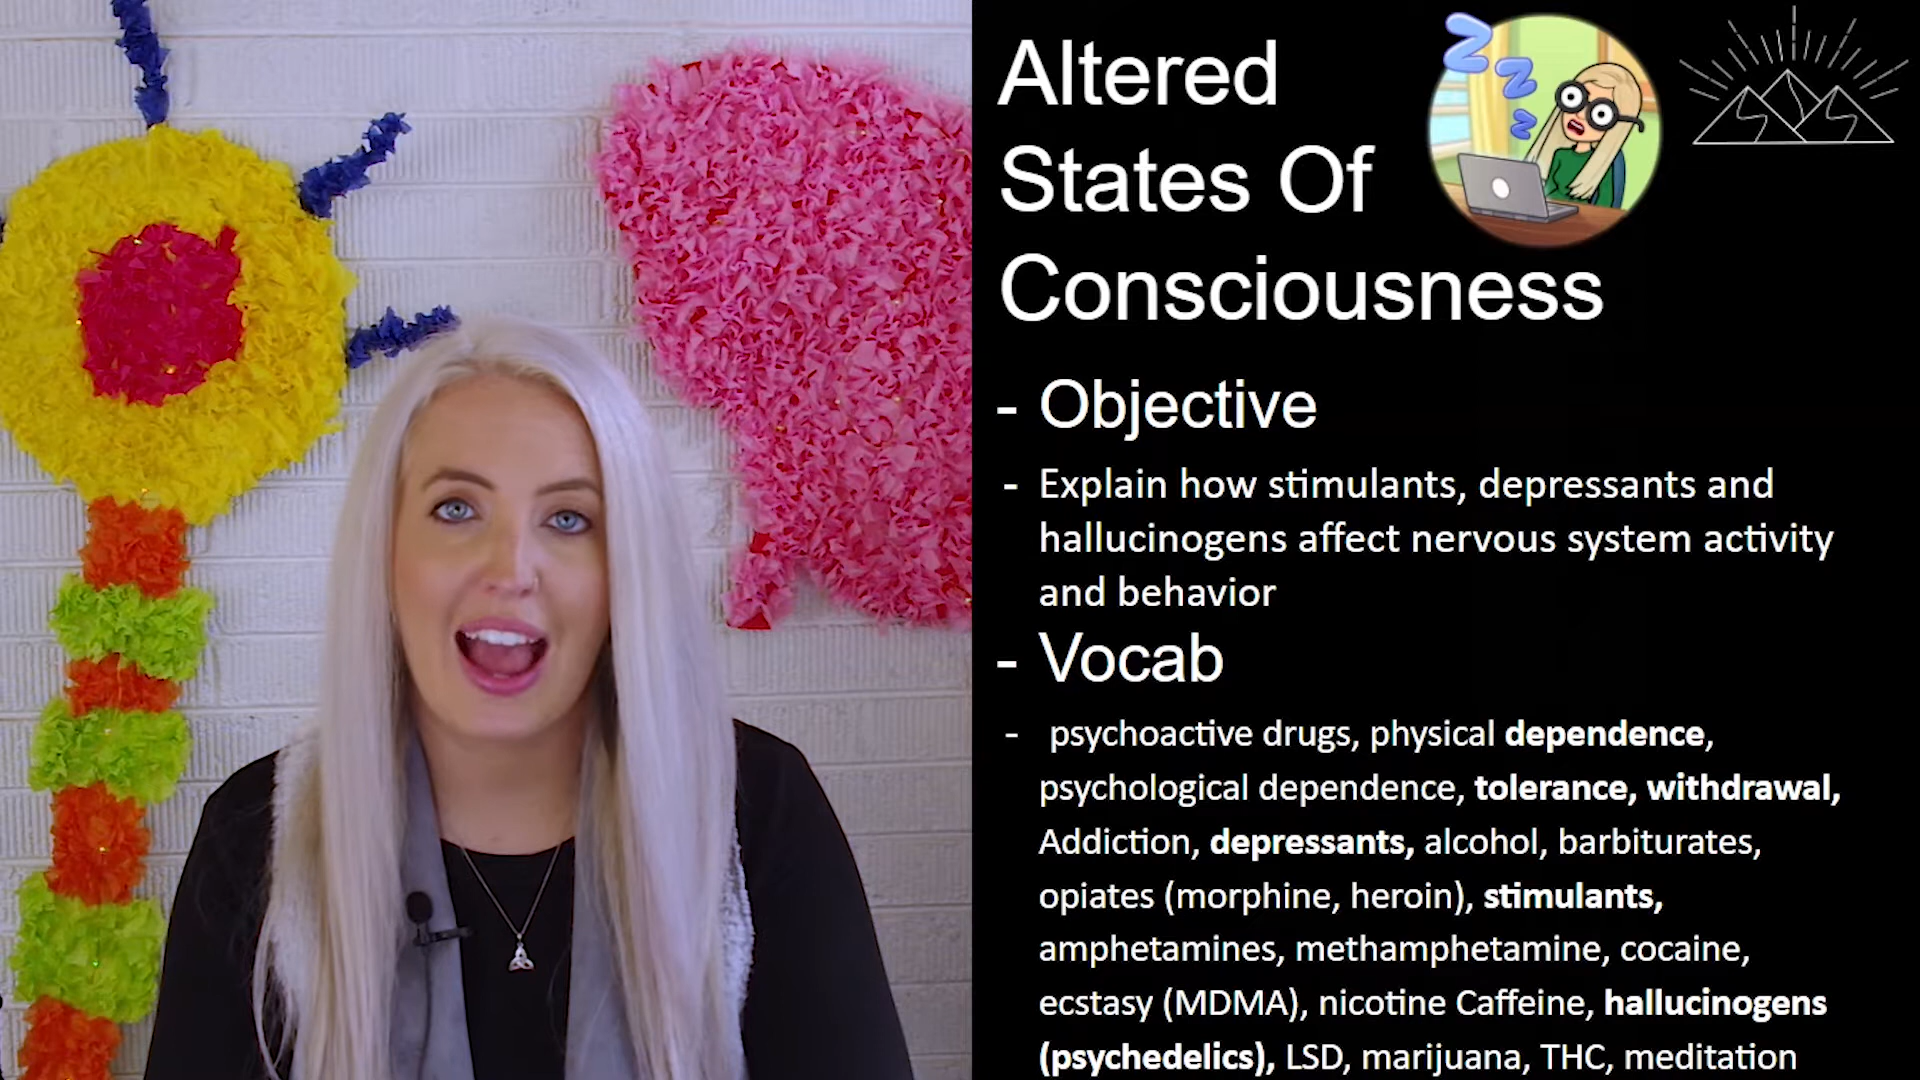 Altered
States Of
Consciousness
- Objective
- Explain how stimulants, depressants and
hallucinogens affect nervous system activity
and behavior
- Vocab
- psychoactive drugs, physical dependence,
psychological dependence, tolerance, withdrawal,
Addiction, depressants, alcohol, barbiturates,
opiates (morphine, heroin), stimulants,
amphetamines, methamphetamine, cocaine,
ecstasy (MDMA), nicotine Caffeine, hallucinogens
(psychedelics), LSD, marijuana, THC, meditation
Z
Z
Z